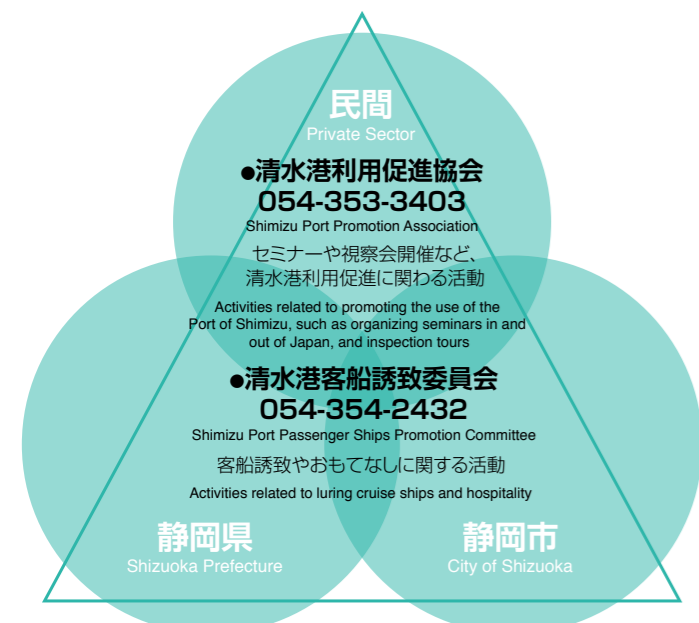 民間
Private Sector
●清水港利用促進協会
054-353-3403
Shimizu Port Promotion Association
セミナーや視察会開催など、
清水港利用促進に関わる活動
Activities related to promoting the use of the
Port of Shimizu, such as organizing seminars in and
out of Japan, and inspection tours
●清水港客船誘致委員会
054-354-2432
Shimizu Port Passenger Ships Promotion Committee
客船誘致やおもてなしに関する活動
Activities related to luring cruise ships and hospitality
静岡県
Shizuoka Prefecture
静岡市
City of Shizuoka